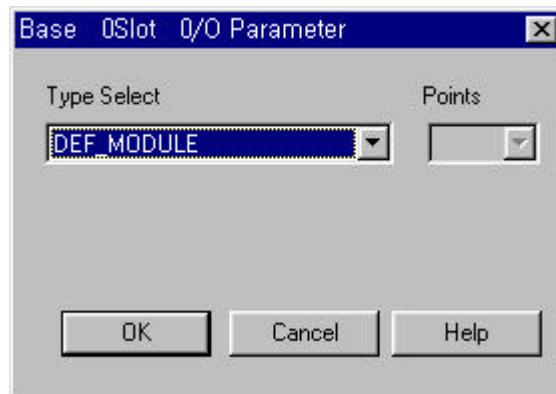 Base 0Slot 0/O Parameter
Type Select
Points
DEF_MODULE
OK
Cancel
Help